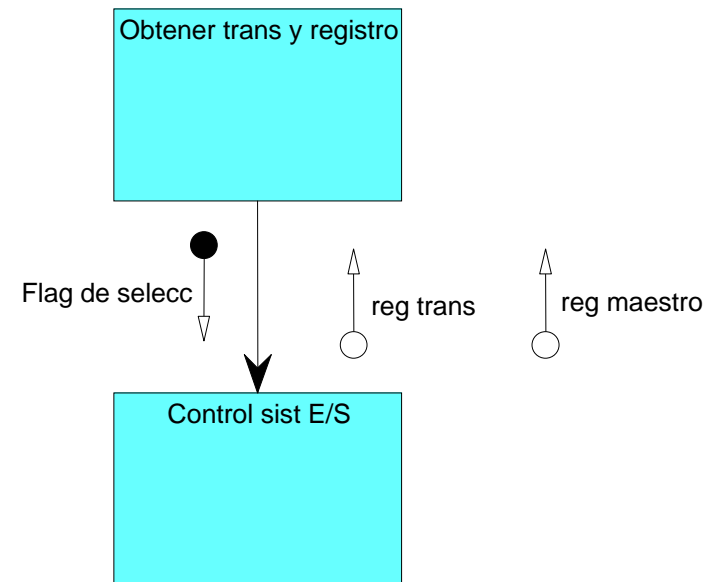 Obtener trans y registro
Flag de selecc
reg trans
reg maestro
Control sist E/S